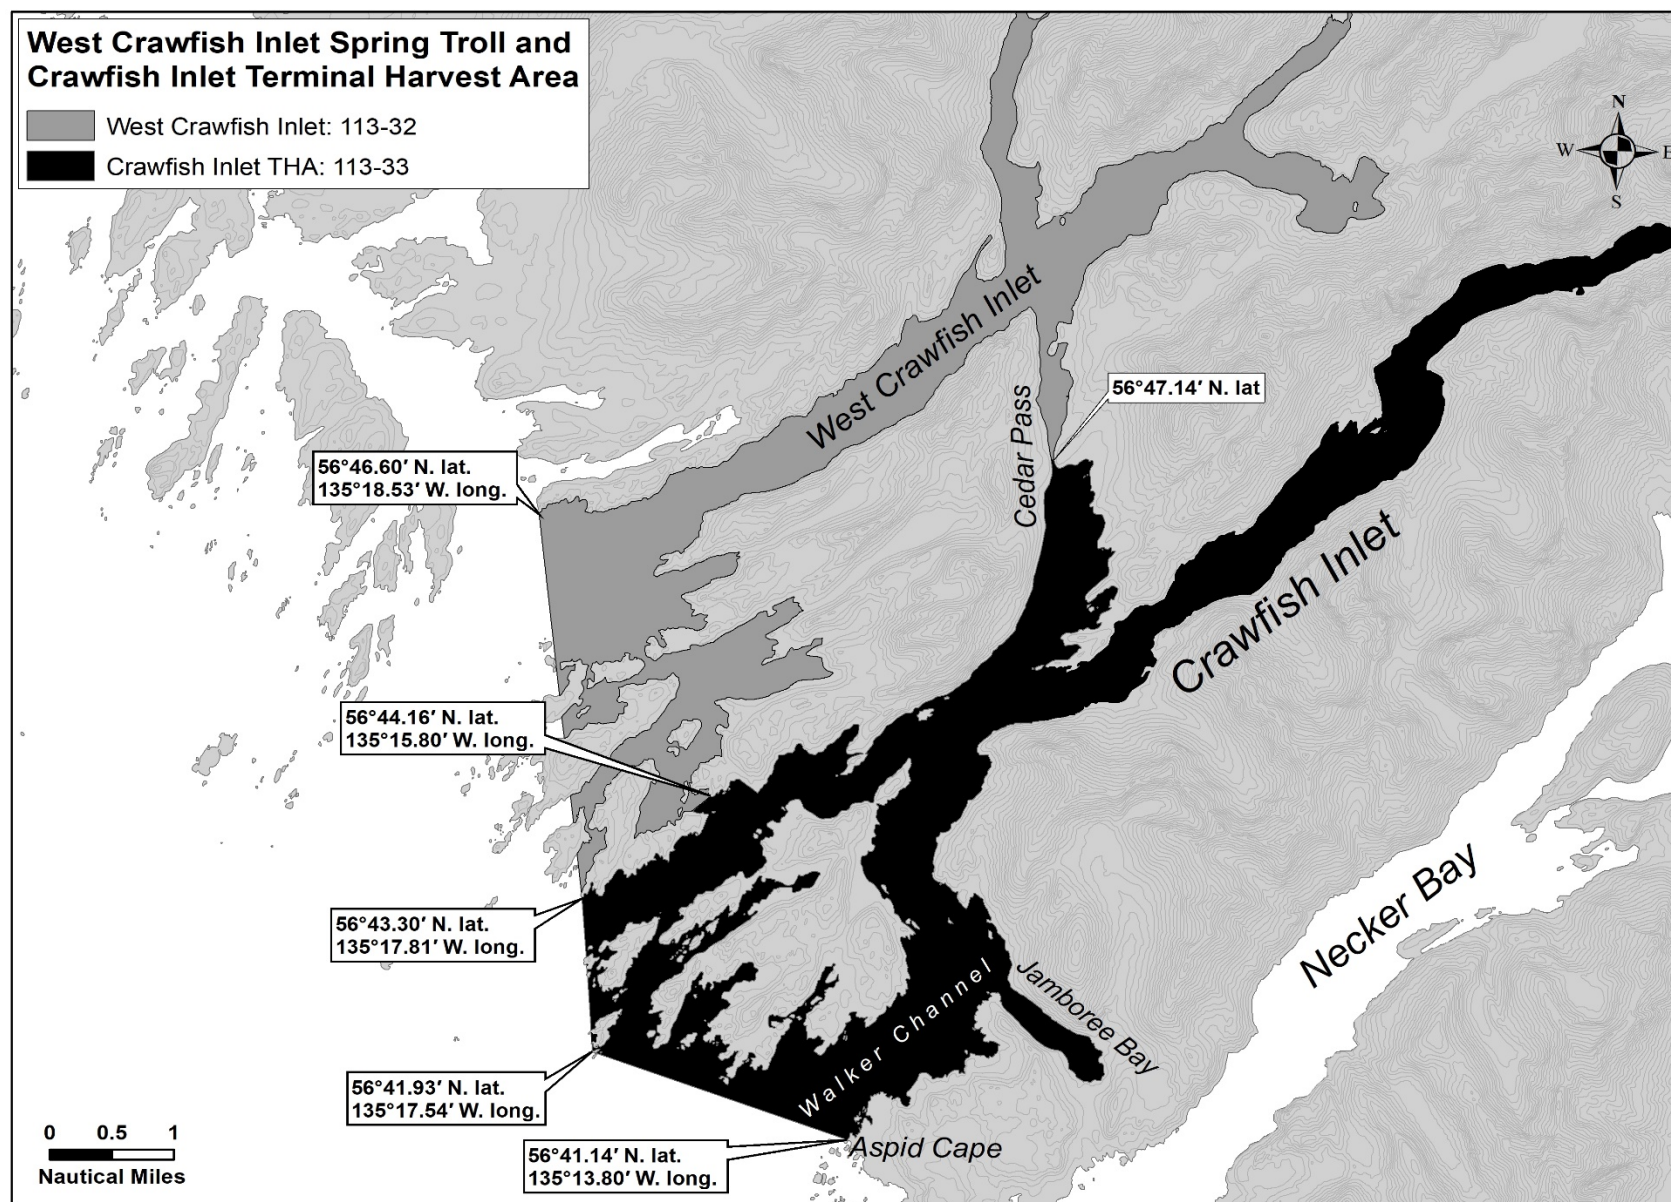 West Crawfish Inlet Spring Troll and
Crawfish Inlet Terminal Harvest Area
West Crawfish Inlet: 113-32
Crawfish Inlet THA: 113-33
N
W
E
S
West Crawfish Inlet
56°47.14′ N. lat
Cedar Pass
56°46.60′ N. lat.
135°18.53′ W. long.
Crawfish Inlet
56°44.16′ N. lat.
135°15.80′ W. long.
56°43.30′ N. lat.
135°17.81′ W. long.
Necker Bay
Jamboree Bay
Walker Channel
56°41.93′ N. lat.
135°17.54′ W. long.
56°41.14′ N. lat.
135°13.80′ W. long.
Aspid Cape
0 0.5 1
Nautical Miles